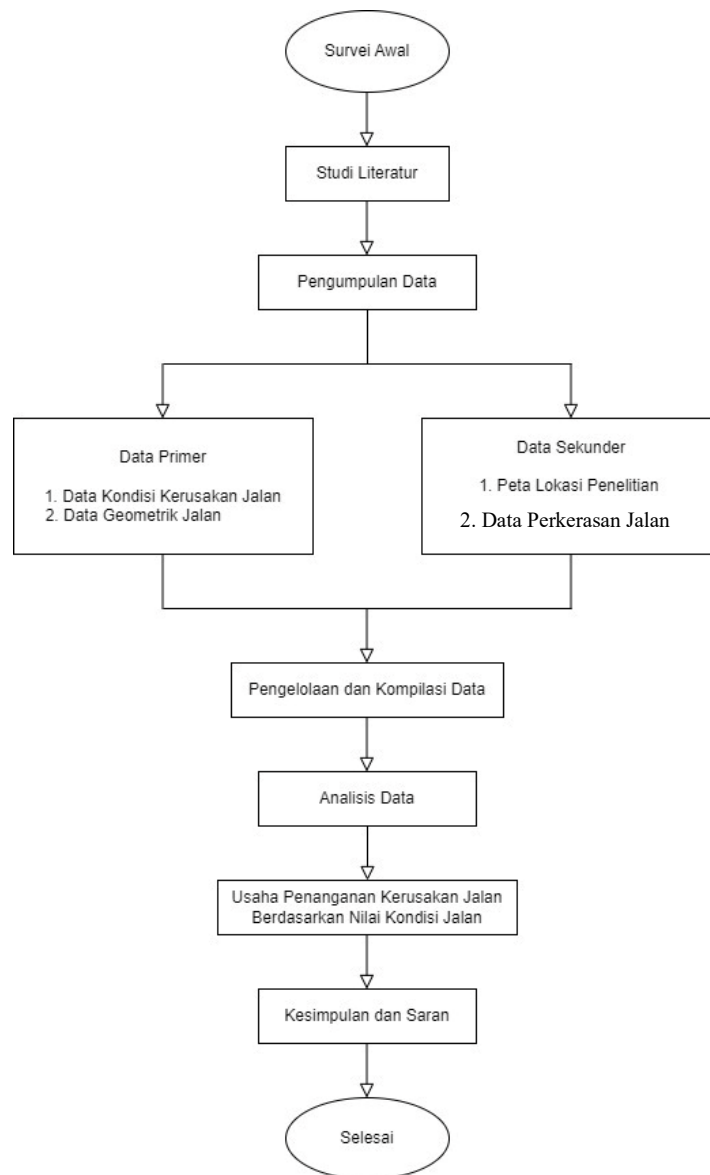 Survei Awal
Studi Literatur
Pengumpulan Data
Data Primer
1. Data Kondisi Kerusakan Jalan
2. Data Geometrik Jalan
Data Sekunder
1. Peta Lokasi Penelitian
2. Data Perkerasan Jalan
Pengelolaan dan Kompilasi Data
Analisis Data
Usaha Penanganan Kerusakan Jalan
Berdasarkan Nilai Kondisi Jalan
Kesimpulan dan Saran
Selesai